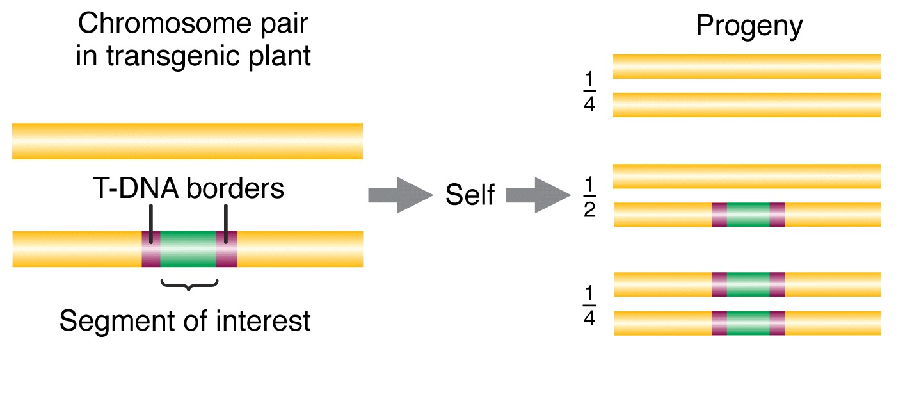 Chromosome pair
in transgenic plant
T-DNA borders
Segment of interest
Self
Progeny
1/4
1/2
1/4